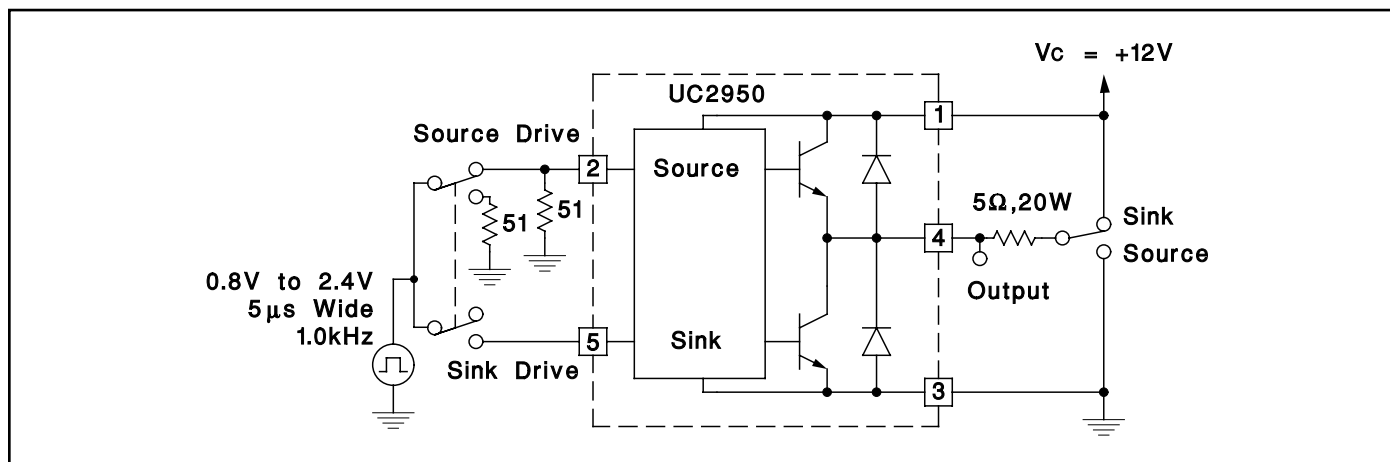 Vc = +12V
UC2950
1
Source Drive
2
Source
51
51
5Ω,20W
Sink
4
Source
Output
0.8V to 2.4V
5µs Wide
1.0kHz
5
Sink
Sink Drive
3